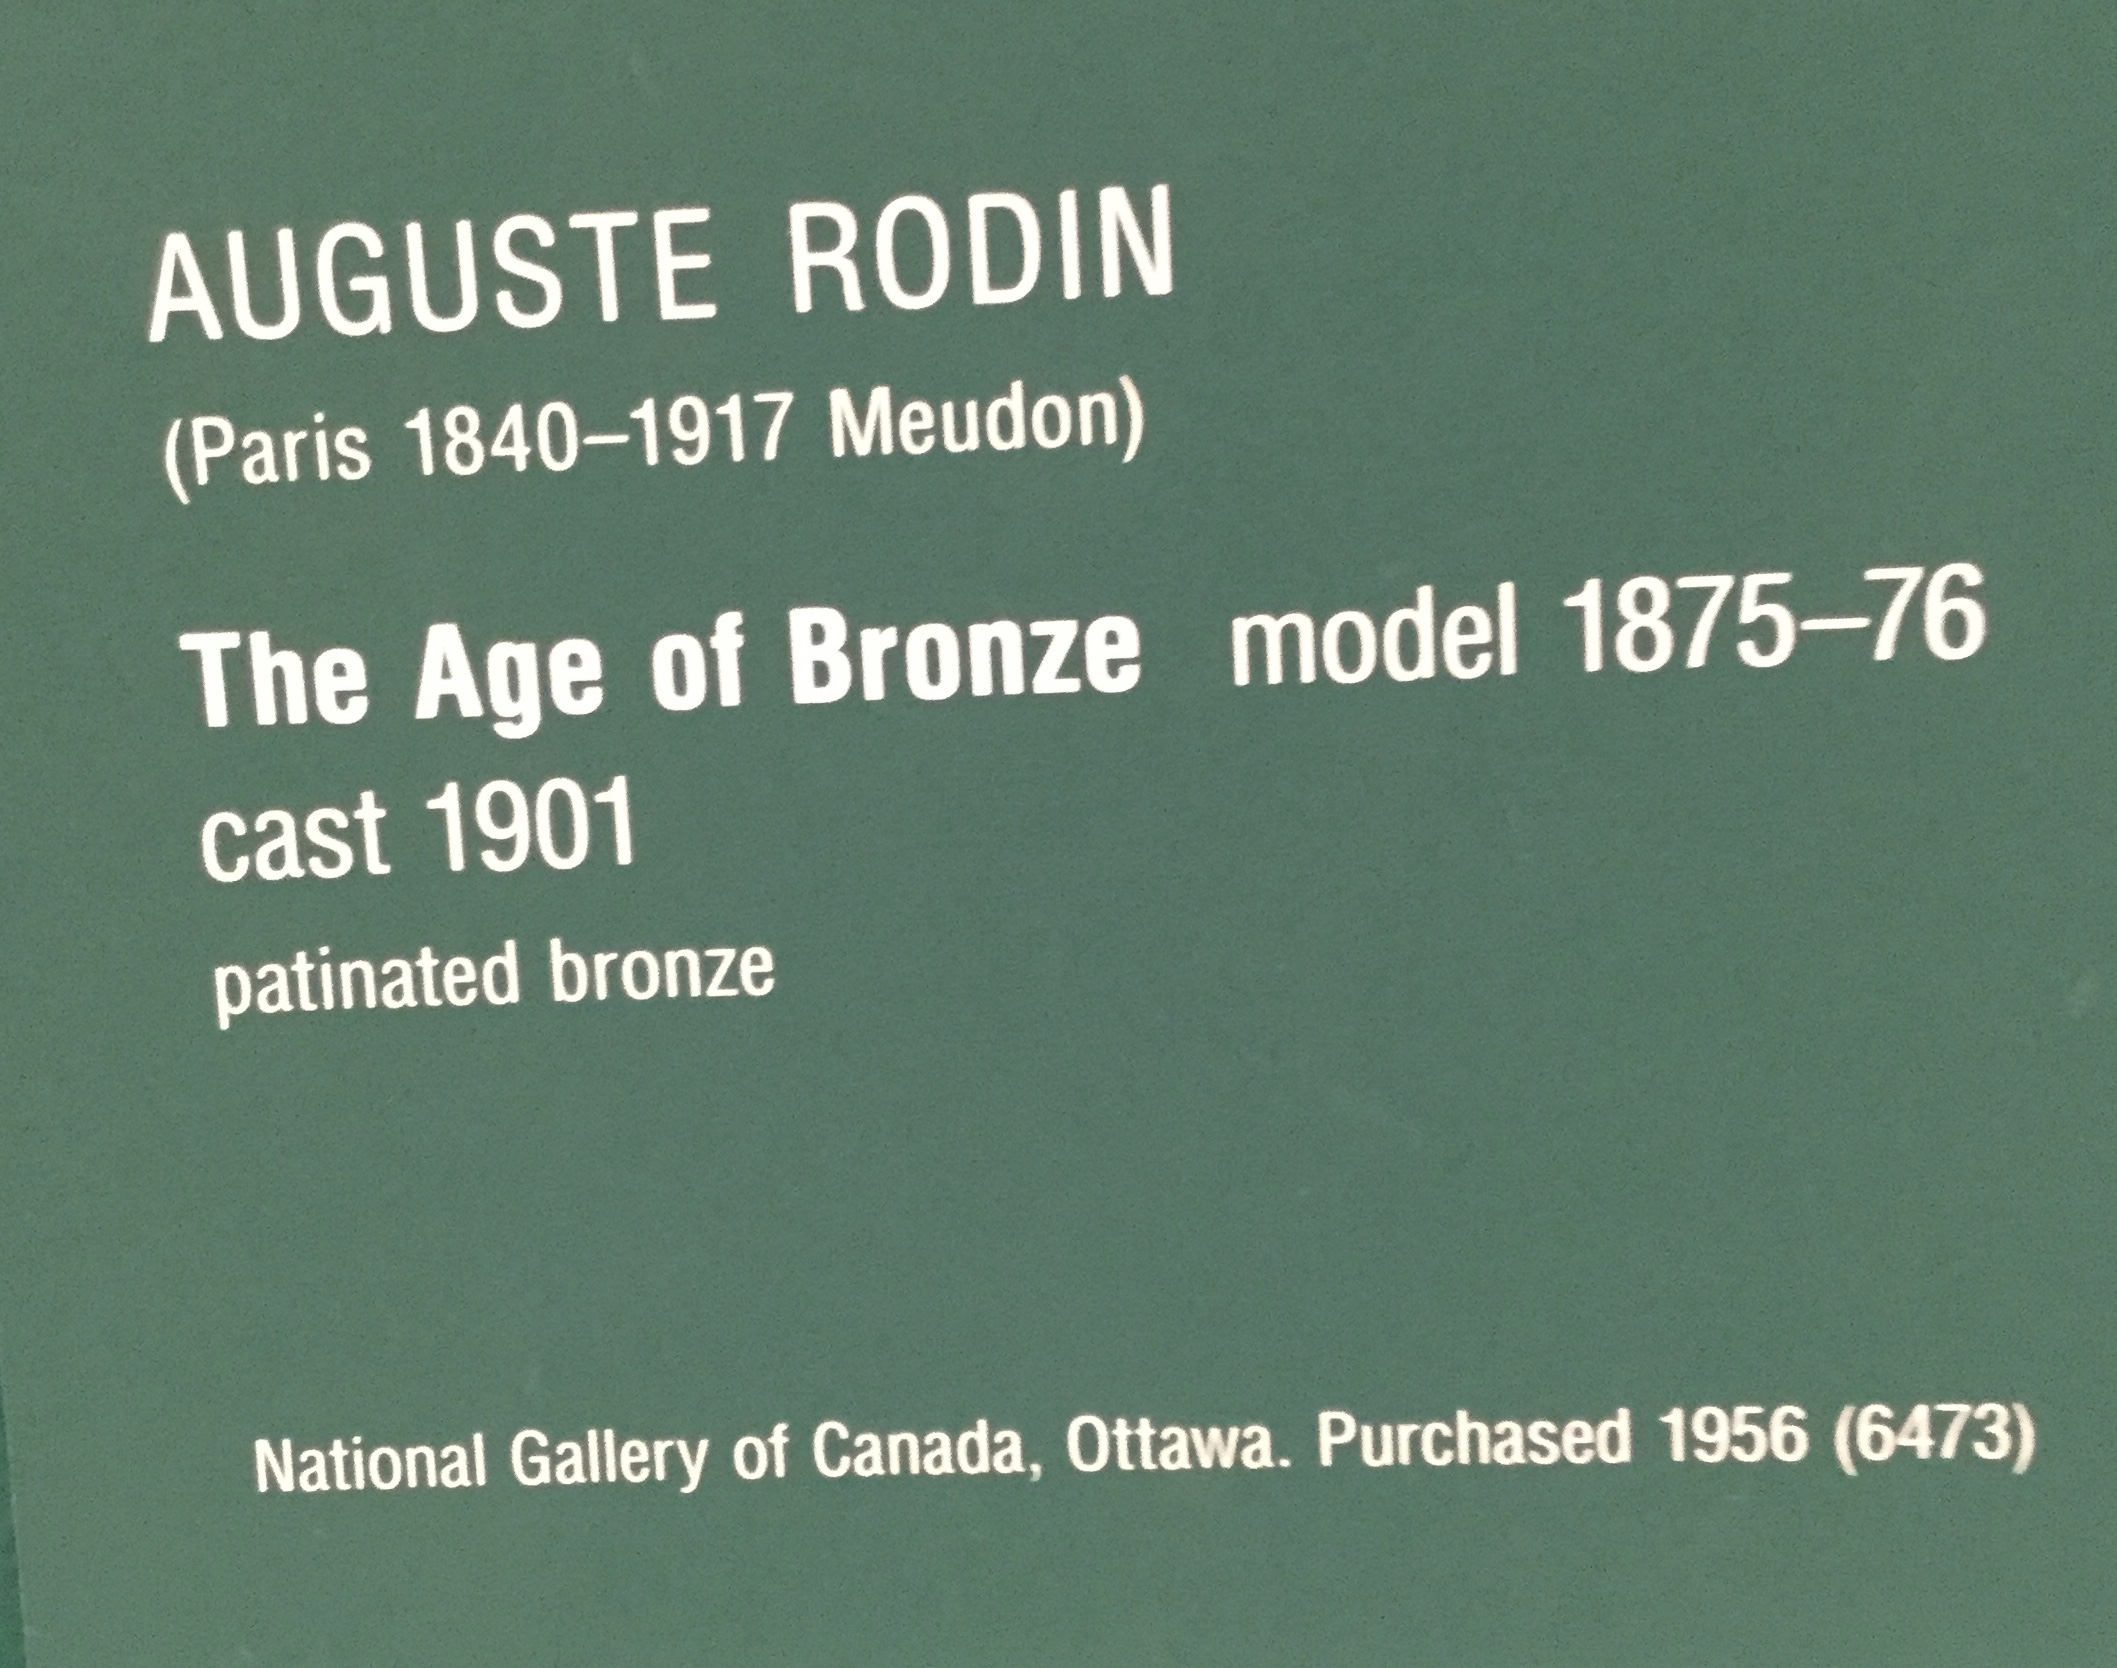 AUGUSTE RODIN
(Paris 1840–1917 Meudon)
The Age of Bronze model 1875–76
cast 1901
patinated bronze
National Gallery of Canada, Ottawa. Purchased 1956 (6473)